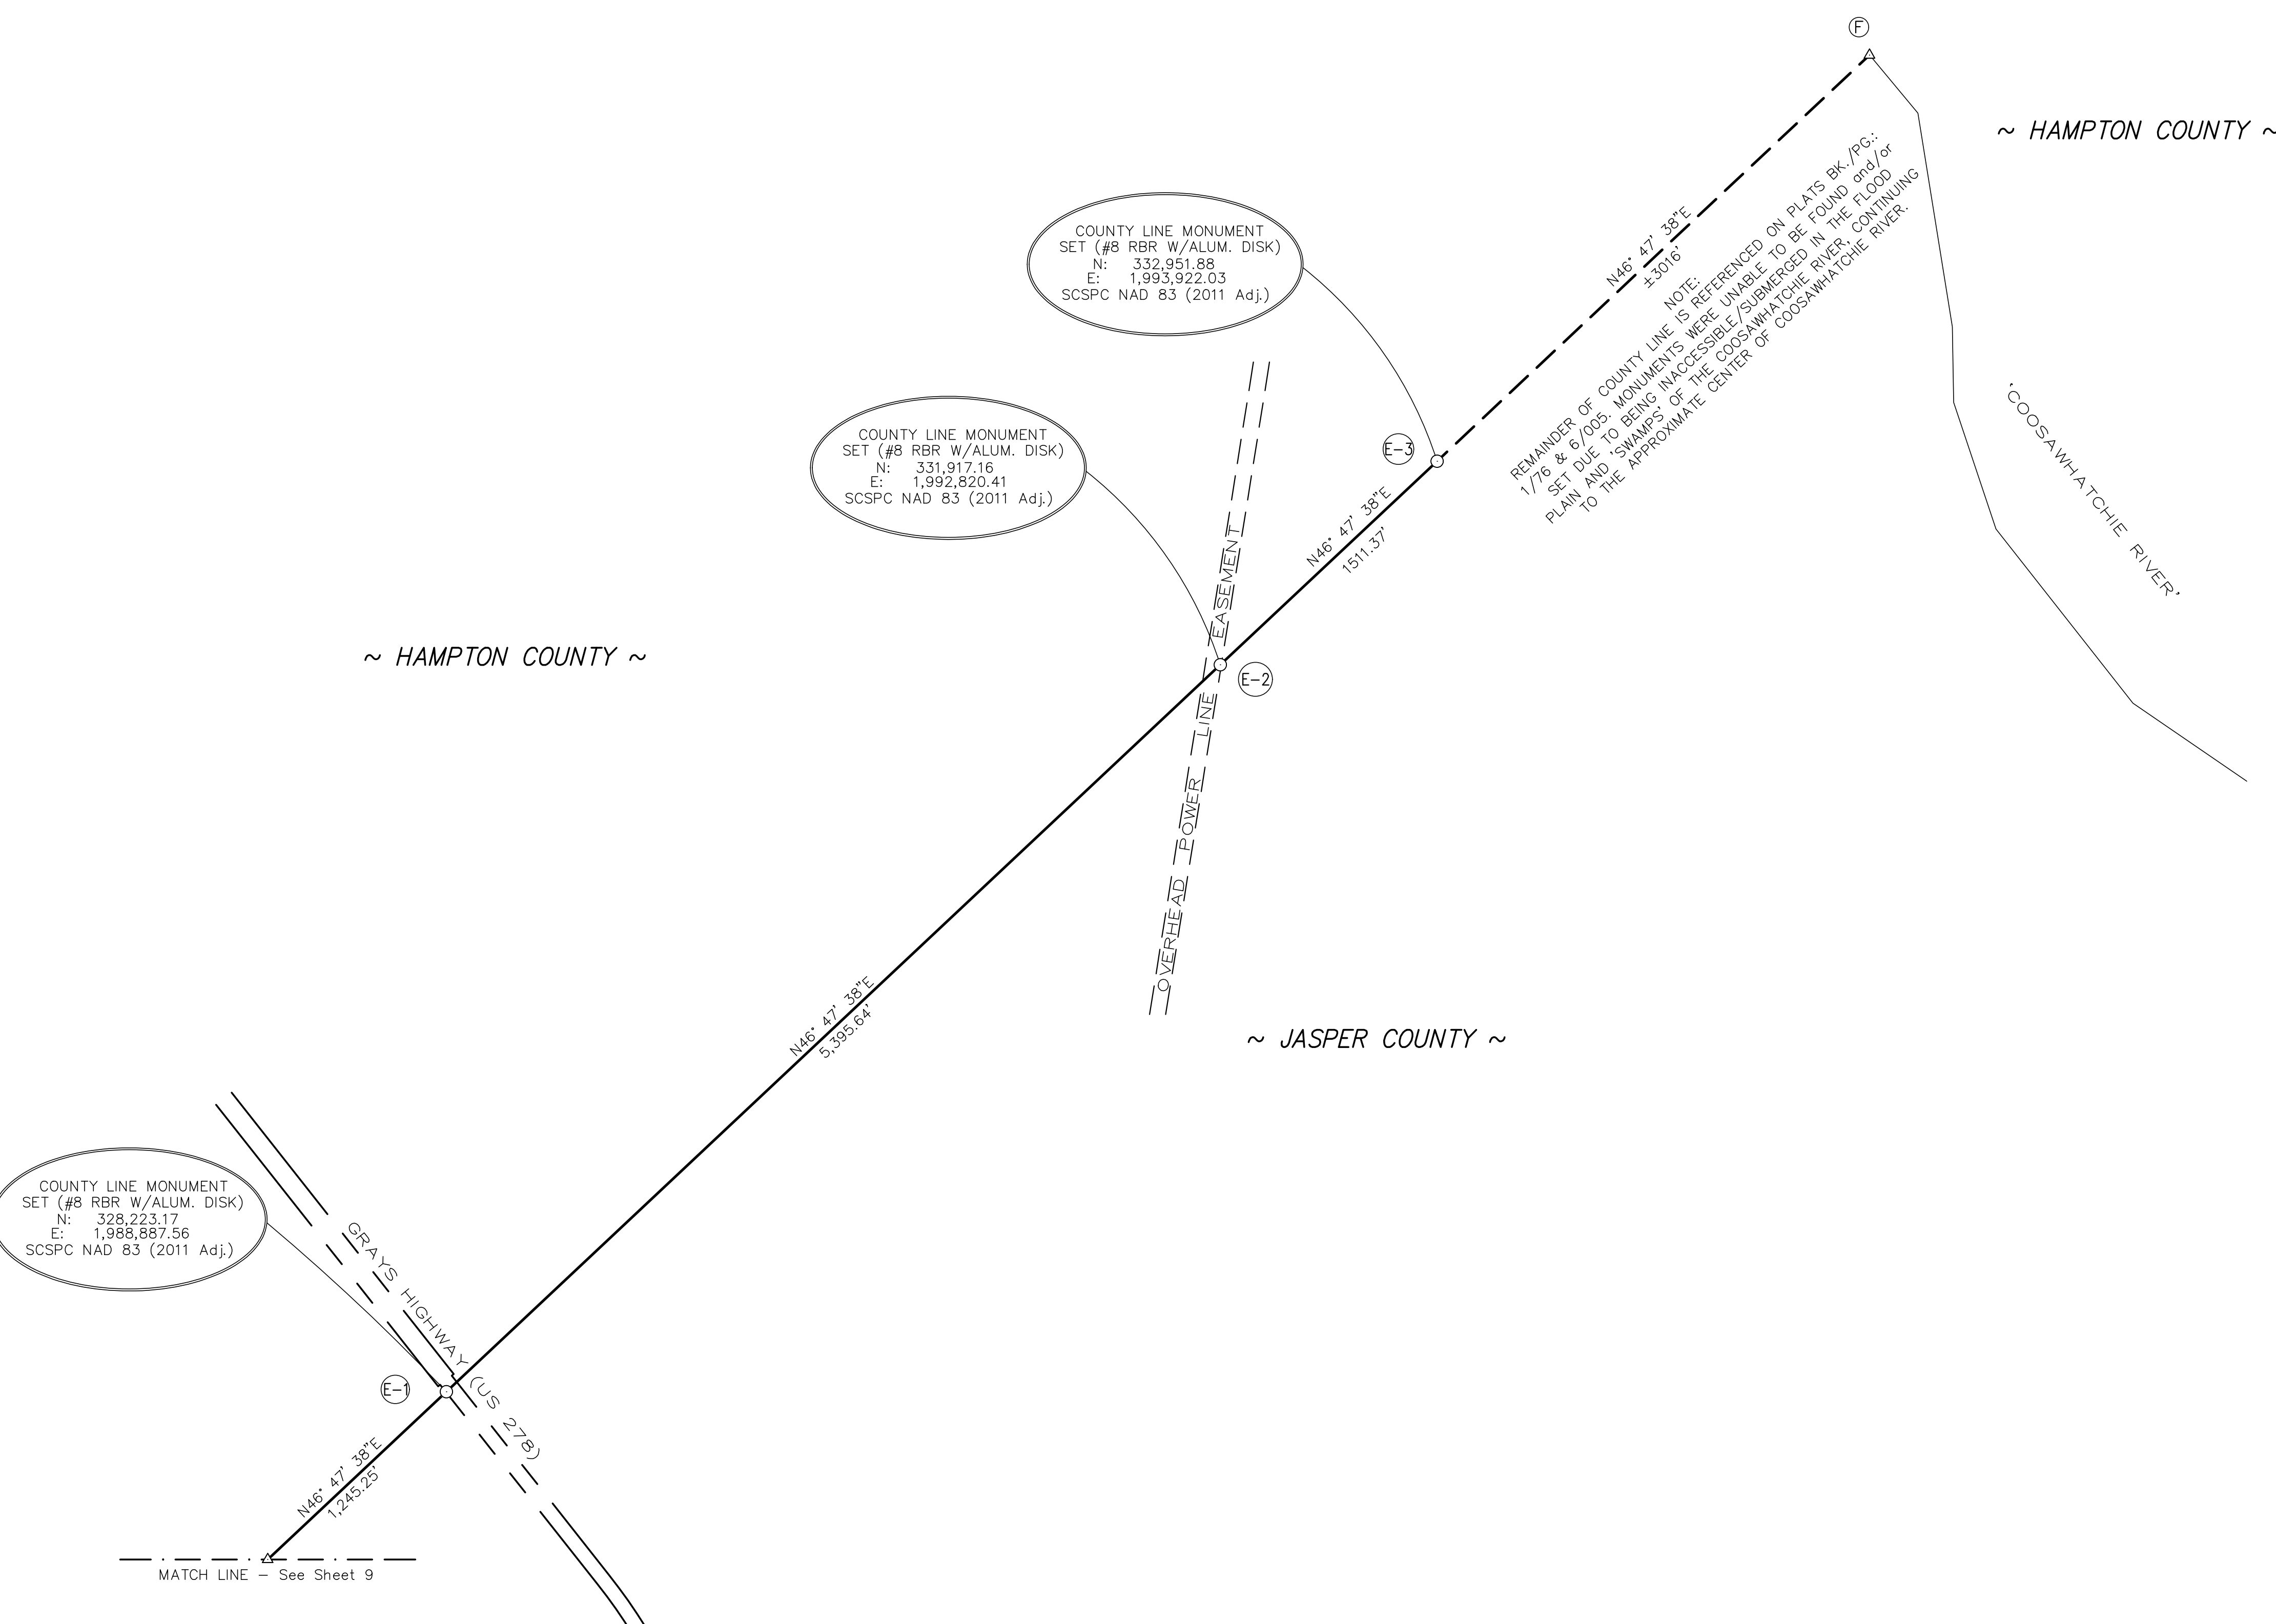 F
~ HAMPTON COUNTY ~
COUNTY LINE MONUMENT
SET (#8 RBR W/ALUM. DISK)
N: 332,951.88
E: 1,993,922.03
SCSPC NAD 83 (2011 Adj.)
N46° 47' 38"E
±3016'
NOTE:
REMAINDER OF COUNTY LINE IS REFERENCED ON PLATS BK./PG.:
1/76 & 6/005. MONUMENTS WERE UNABLE TO BE FOUND and/or
SET DUE TO BEING INACCESSIBLE/SUBMERGED IN THE FLOOD
PLAIN AND 'SWAMPS' OF THE COOSAWHATCHIE RIVER, CONTINUING
TO THE APPROXIMATE CENTER OF COOSAWHATCHIE RIVER.
'COOSAWHATCHIE RIVER'
COUNTY LINE MONUMENT
SET (#8 RBR W/ALUM. DISK)
N: 331,917.16
E: 1,992,820.41
SCSPC NAD 83 (2011 Adj.)
E-3
N46° 47' 38"E
1511.37'
~ HAMPTON COUNTY ~
E-2
OVERHEAD POWER LINE EASEMENT
N46° 47' 38"E
5,395.64'
~ JASPER COUNTY ~
COUNTY LINE MONUMENT
SET (#8 RBR W/ALUM. DISK)
N: 328,223.17
E: 1,988,887.56
SCSPC NAD 83 (2011 Adj.)
GRAYS HIGHWAY (US 278)
E-1
N46° 47' 38"E
1,245.25'
MATCH LINE - See Sheet 9